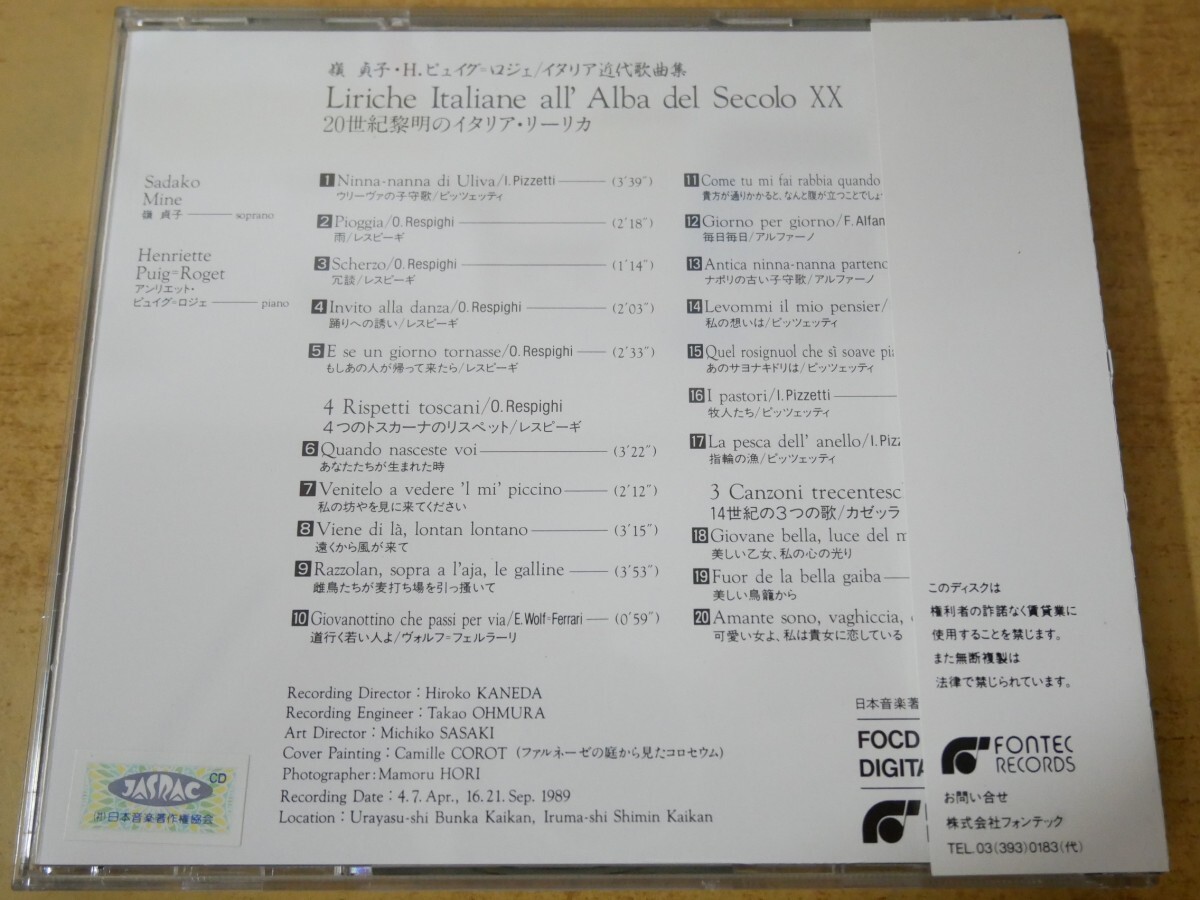 嶺 貞子・H.ピュイグ=ロジェ/イタリア近代歌曲集
Liriche Italiane all' Alba del Secolo XX
20世紀黎明のイタリア・リーリカ
Sadako
Mine
嶺 貞子 soprano
Henriette
Puig=Roget
アンリエット・
ピュイグ=ロジェ piano
1 Ninna-nanna di Uliva/I. Pizzetti (3'39")
ウリーヴァの子守歌/ピッツェッティ
2 Pioggia/O. Respighi (2'18")
雨/レスピーギ
3 Scherzo/O. Respighi (1'14")
冗談/レスピーギ
4 Invito alla danza/O. Respighi (2'03")
踊りへの誘い/レスピーギ
5 E se un giorno tornasse/O. Respighi (2'33")
もしあの人が帰って来たら/レスピーギ
4 Rispetti toscani/O. Respighi
4つのトスカーナのリスペット/レスピーギ
6 Quando nasceste voi (3'22")
あなたたちが生まれた時
7 Venitelo a vedere 'l mi' piccino (2'12")
私の坊やを見に来てください
8 Viene di là, lontan lontano (3'15")
遠くから風が来て
9 Razzolan, sopra a l'aja, le galline (3'53")
雌鳥たちが麦打ち場を引っ掻いて
10 Giovanottino che passi per via/E. Wolf=Ferrari (0'59")
道行く若い人よ/ヴォルフ=フェルラーリ
11 Come tu mi fai rabbia quando
貴方が通りかかると、なんと腹が立つことでしょ
12 Giorno per giorno/F. Alfan
毎日毎日/アルファーノ
13 Antica ninna-nanna partenc
ナポリの古い子守歌/アルファーノ
14 Levommi il mio pensier/
私の想いは/ピッツェッティ
15 Quel rosignuol che sì soave pi
あのサヨナキドリは/ピッツェッティ
16 I pastori/I. Pizzetti
牧人たち/ピッツェッティ
17 La pesca dell' anello/I. Pizz
指輪の漁/ピッツェッティ
3 Canzoni trecentesc
14世紀の3つの歌/カゼッラ
18 Giovane bella, luce del m
美しい乙女、私の心の光り
19 Fuor de la bella gaiba
美しい鳥籠から
20 Amante sono, vaghiccia,
可愛い女よ、私は貴女に恋している
Recording Director : Hiroko KANEDA
Recording Engineer : Takao OHMURA
Art Director : Michiko SASAKI
Cover Painting : Camille COROT (ファルネーゼの庭から見たコロセウム)
Photographer : Mamoru HORI
Recording Date : 4.7. Apr., 16.21. Sep. 1989
Location : Urayasu-shi Bunka Kaikan, Iruma-shi Shimin Kaikan
CD
JASRAC
(社)日本音楽著作権協会
日本音楽著
FOCD
DIGITA
このディスクは
権利者の許諾なく賃貸業に
使用することを禁じます。
また無断複製は
法律で禁じられています。
FONTEC
RECORDS
お問い合せ
株式会社フォンテック
TEL.03(393)0183(代)